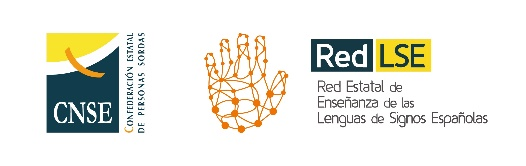 CNSE
CONFEDERACIÓN ESTATAL
DE PERSONAS SORDAS
Red LSE
Red Estatal de
Enseñanza de las
Lenguas de Signos Españolas